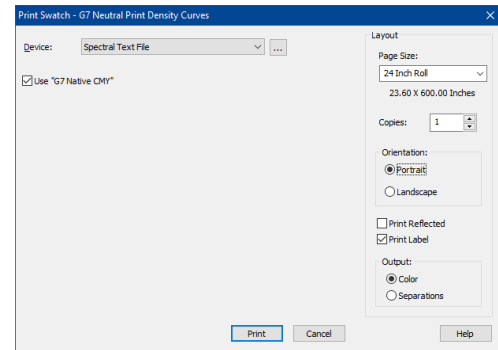 Print Swatch - G7 Neutral Print Density Curves
Device: Spectral Text File ...
Use "G7 Native CMY"
Layout
Page Size:
24 Inch Roll
23.60 X 600.00 Inches
Copies: 1
Orientation:
Portrait
Landscape
Print Reflected
Print Label
Output:
Color
Separations
Print Cancel Help